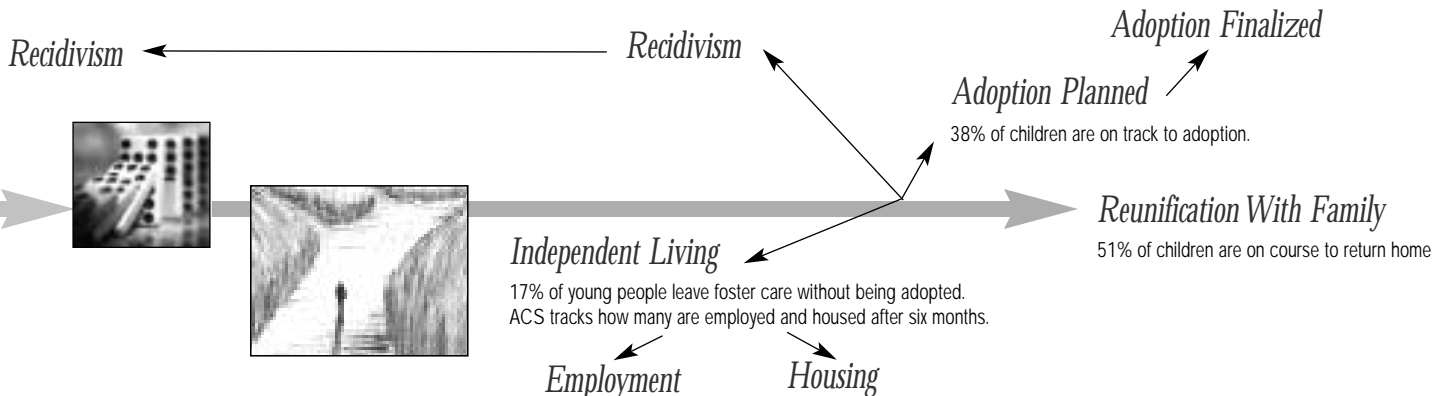 Recidivism
Recidivism
Adoption Finalized
Adoption Planned
38% of children are on track to adoption.
Reunification With Family
51% of children are on course to return home
Independent Living
17% of young people leave foster care without being adopted.
ACS tracks how many are employed and housed after six months.
Employment
Housing